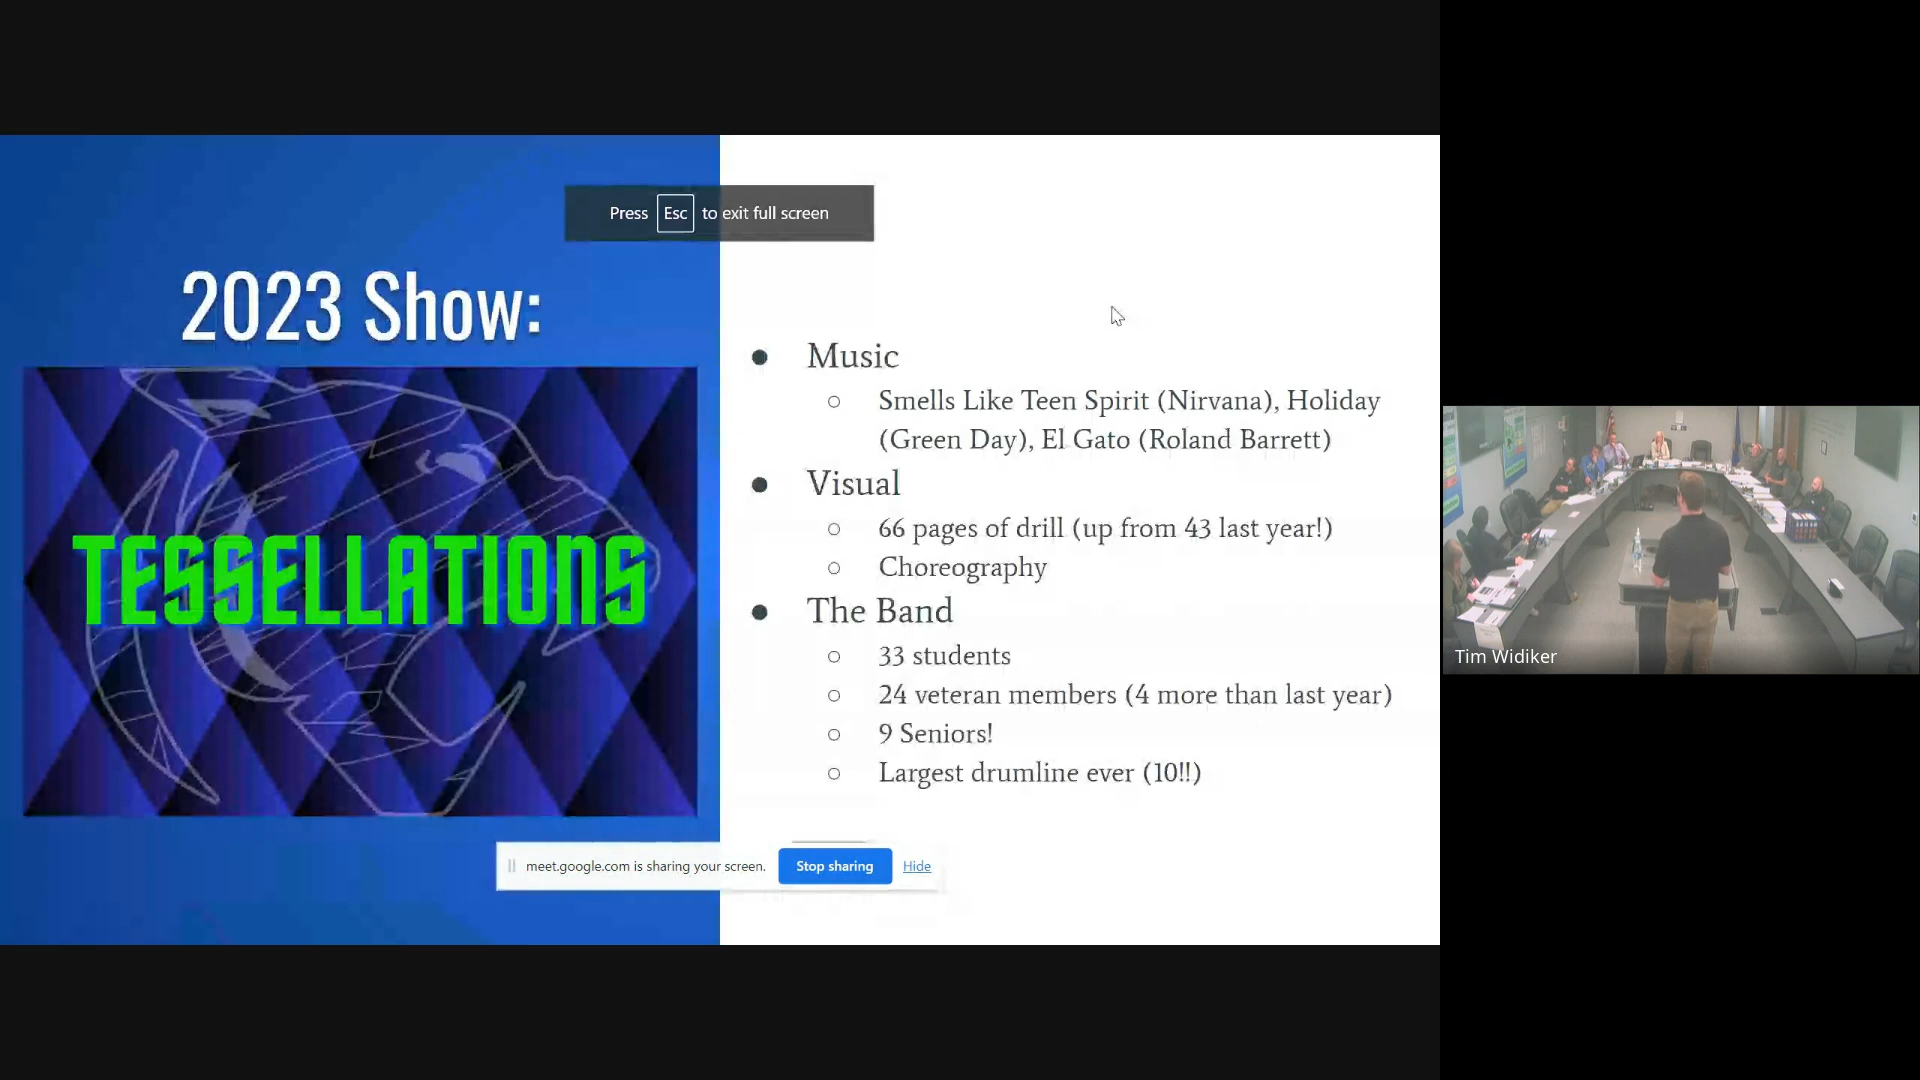 Press Esc to exit full screen
2023 Show:
TESSELLATIONS
Music
Smells Like Teen Spirit (Nirvana), Holiday
(Green Day), El Gato (Roland Barrett)
Visual
66 pages of drill (up from 43 last year!)
Choreography
The Band
33 students
24 veteran members (4 more than last year)
9 Seniors!
Largest drumline ever (10!!)
meet.google.com is sharing your screen.
Stop sharing
Hide
Tim Widiker